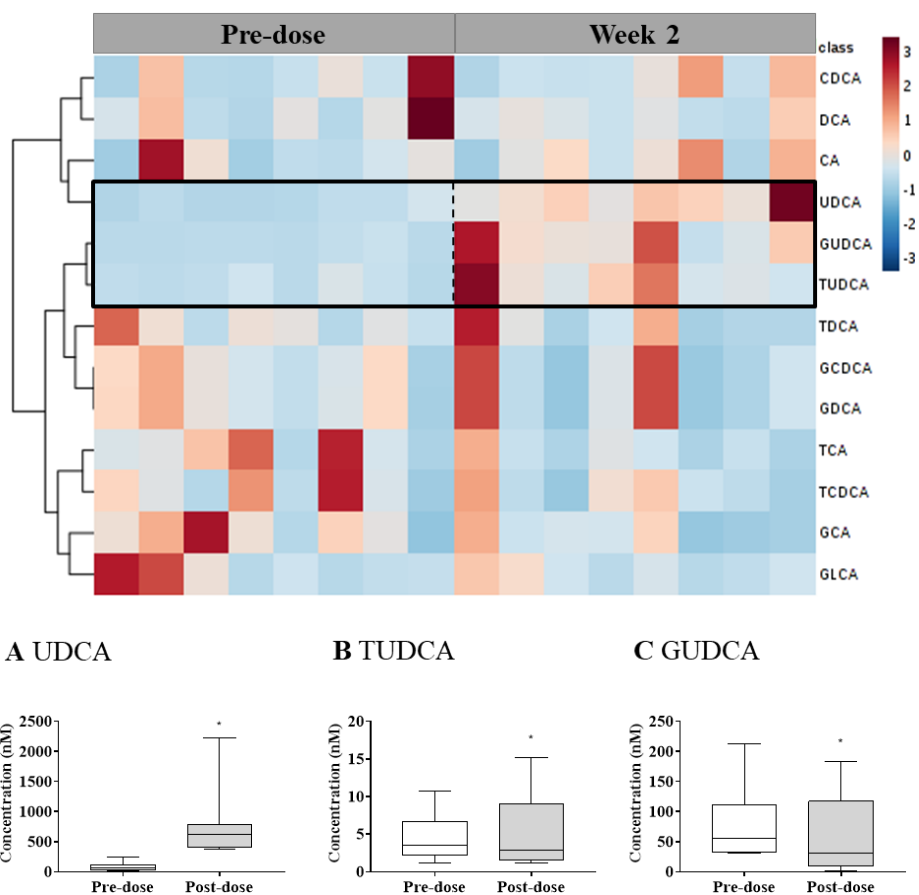 Pre-dose Week 2
class
CDCA
DCA
CA
UDCA
GUDCA
TUDCA
TDCA
GCDCA
GDCA
TCA
TCDCA
GCA
GLCA
3
2
1
0
-1
-2
-3
A UDCA
Concentration (nM)
2500
2000
1500
1000
500
0
*
Pre-dose Post-dose
B TUDCA
Concentration (nM)
20
15
10
5
0
*
Pre-dose Post-dose
C GUDCA
Concentration (nM)
250
200
150
100
50
0
*
Pre-dose Post-dose